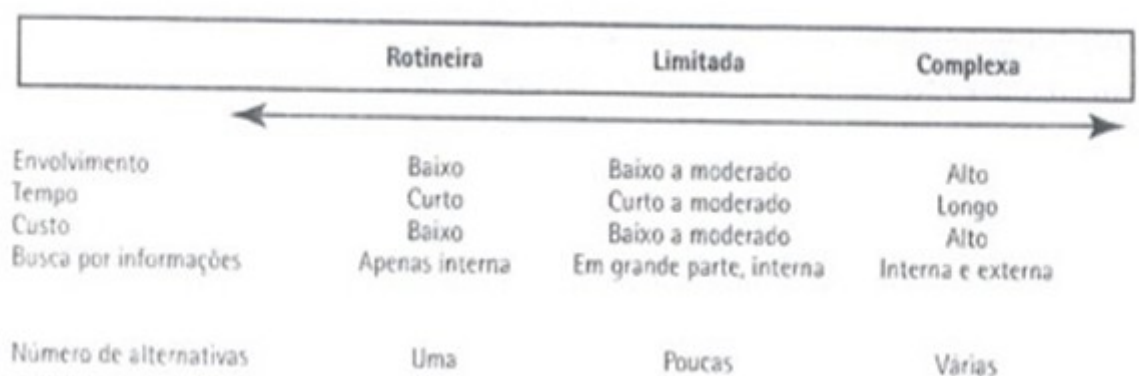 Rotineira Limitada Complexa
Envolvimento Baixo Baixo a moderado Alto
Tempo Curto Curto a moderado Longo
Custo Baixo Baixo a moderado Alto
Busca por informações Apenas interna Em grande parte, interna Interna e externa
Número de alternativas Uma Poucas Várias